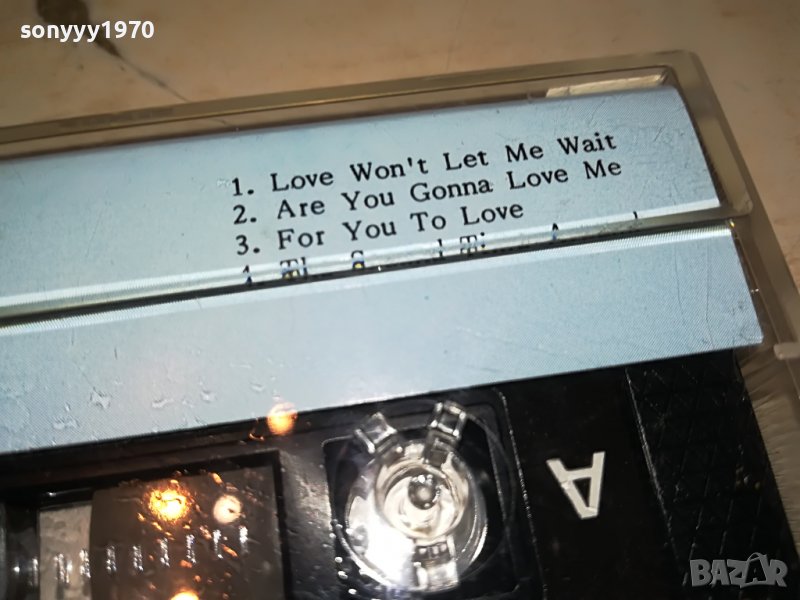 sonyyy1970
1. Love Won't Let Me Wait
2. Are You Gonna Love Me
3. For You To Love
A
BAZAR